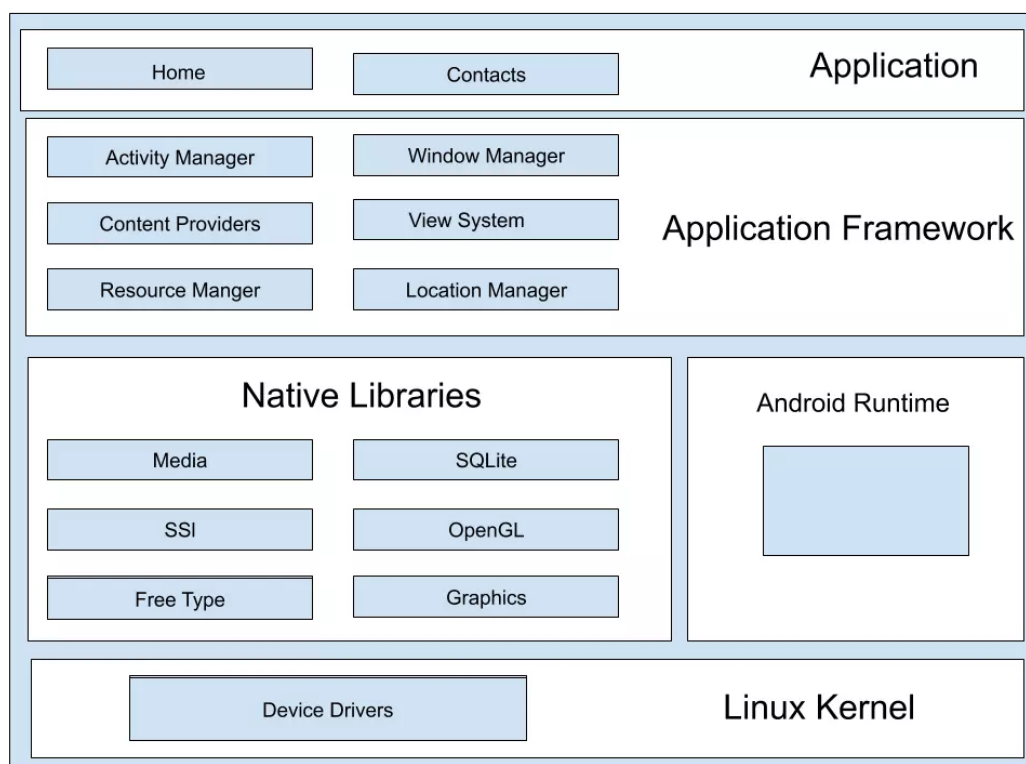 Home
Contacts
Application
Activity Manager
Window Manager
Content Providers
View System
Application Framework
Resource Manger
Location Manager
Native Libraries
Media
SQLite
SSI
OpenGL
Free Type
Graphics
Android Runtime
Device Drivers
Linux Kernel